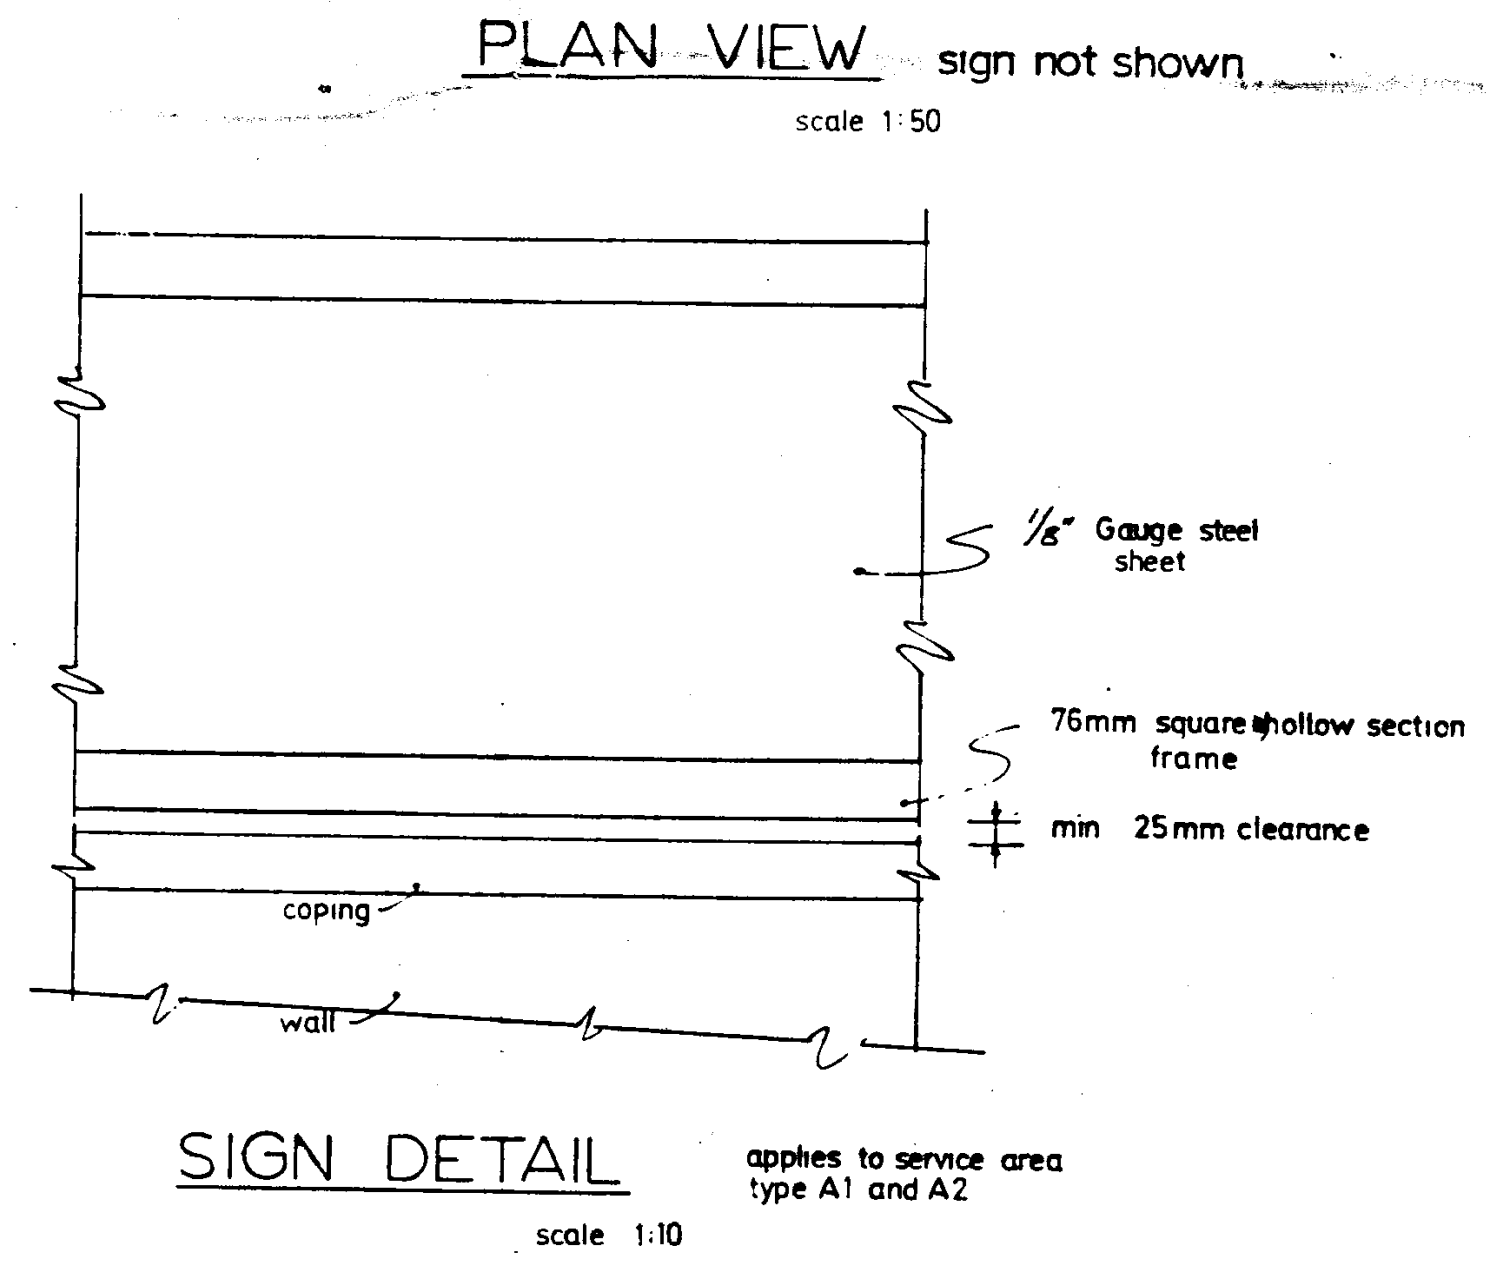 PLAN VIEW sign not shown
scale 1:50
1/8" Gauge steel
sheet
76mm square hollow section
frame
min 25mm clearance
coping
wall
SIGN DETAIL applies to service area
type A1 and A2
scale 1:10